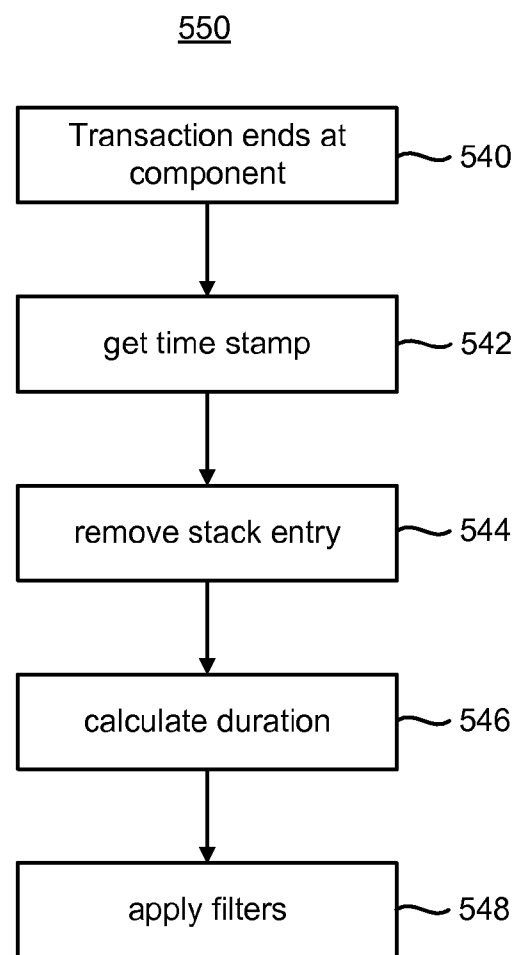 550
Transaction ends at
component
540
get time stamp
542
remove stack entry
544
calculate duration
546
apply filters
548